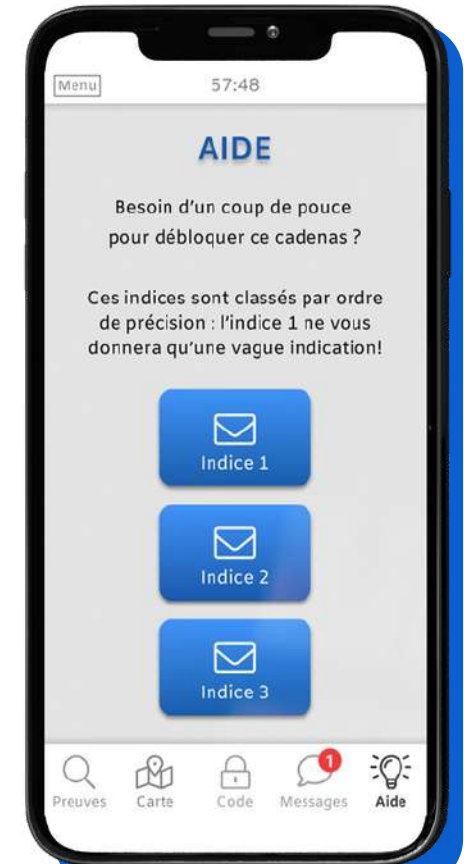 Menu
57:48
AIDE
Besoin d'un coup de pouce
pour débloquer ce cadenas ?
Ces indices sont classés par ordre
de précision : l'indice 1 ne vous
donnera qu'une vague indication!
Indice 1
Indice 2
Indice 3
1
Preuves Carte Code Messages Aide